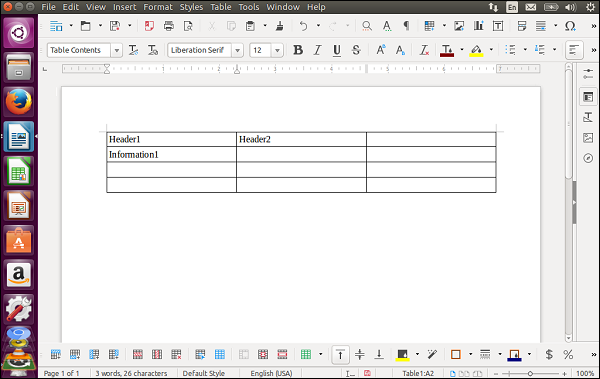 File Edit View Insert Format Styles Table Tools Window Help En
Table Contents Liberation Serif 12
Header1 Header2
Information1
Page 1 of 1 3 words, 26 characters Default Style English (USA) Table1:A2 100%